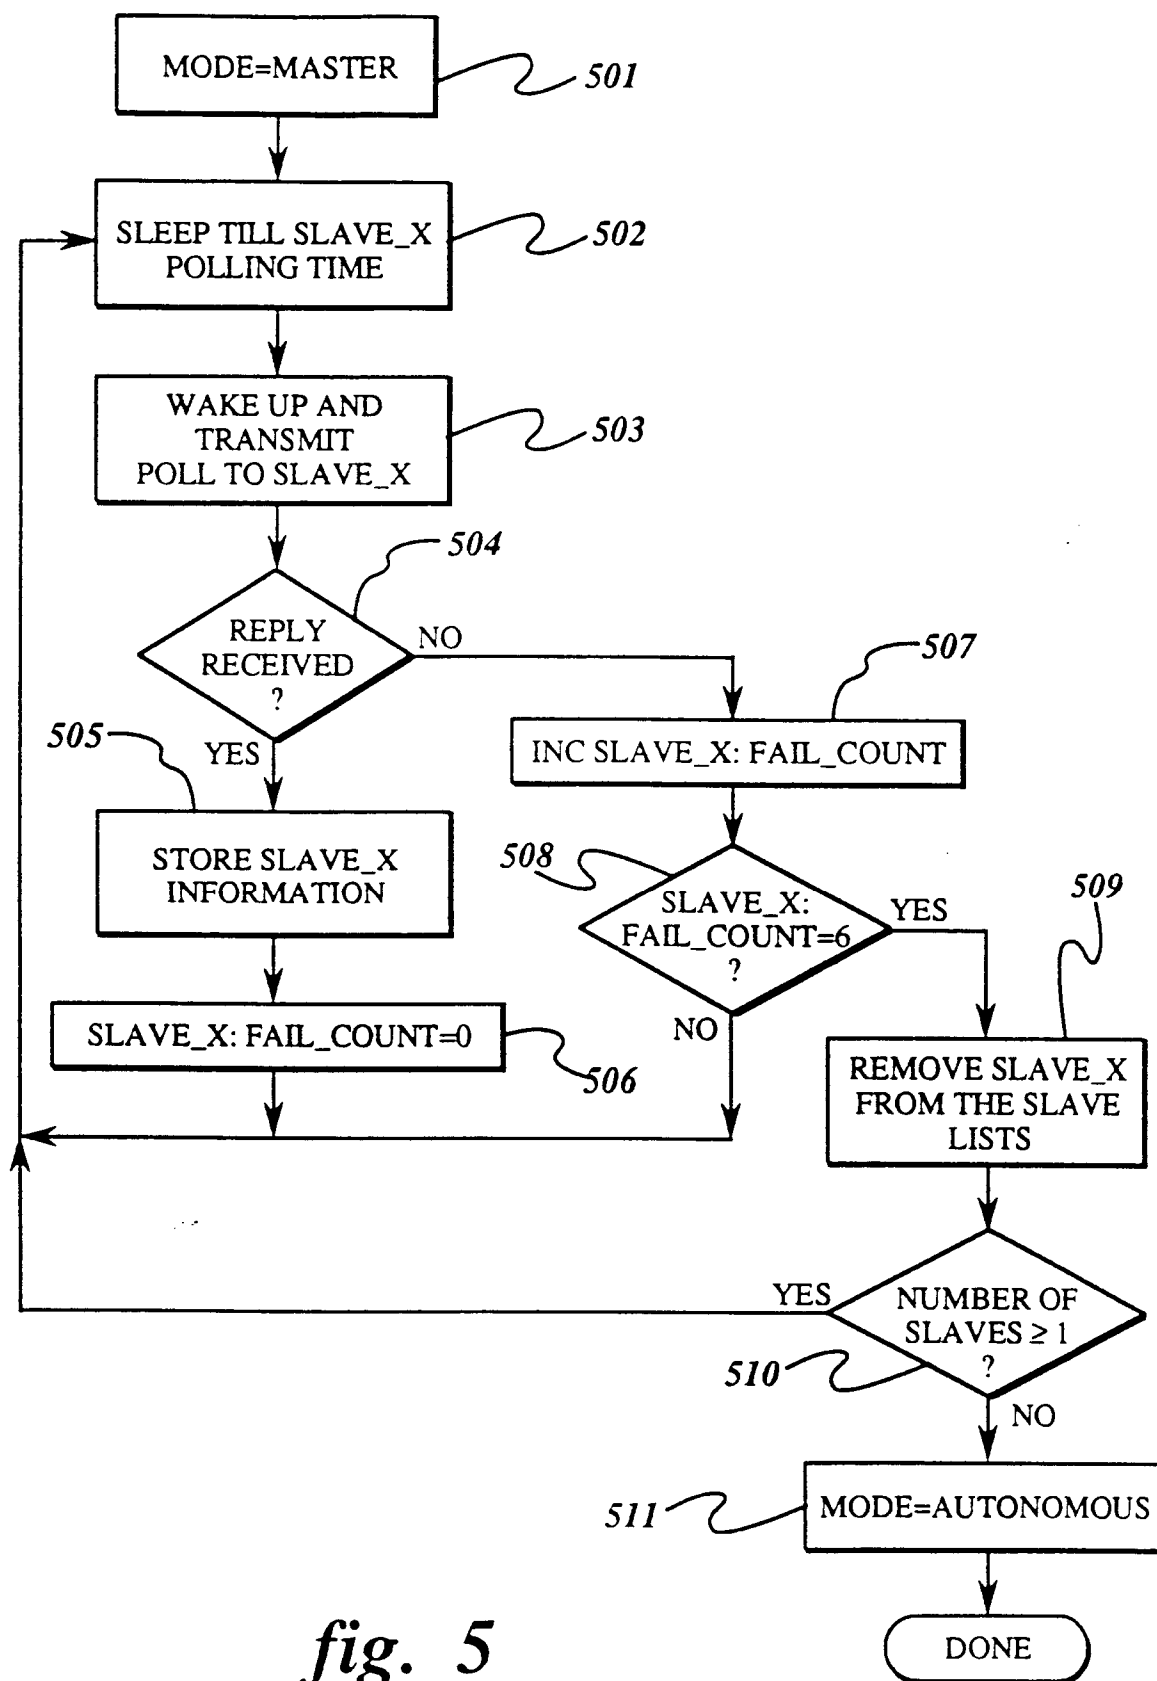 MODE=MASTER
501
SLEEP TILL SLAVE_X
POLLING TIME
502
WAKE UP AND
TRANSMIT
POLL TO SLAVE_X
503
504
REPLY
RECEIVED
?
NO
YES
505
507
INC SLAVE_X: FAIL_COUNT
STORE SLAVE_X
INFORMATION
508
SLAVE_X:
FAIL_COUNT=6
?
YES
NO
509
SLAVE_X: FAIL_COUNT=0
506
REMOVE SLAVE_X
FROM THE SLAVE
LISTS
YES
NUMBER OF
SLAVES ≥ 1
?
510
NO
511
MODE=AUTONOMOUS
DONE
fig. 5